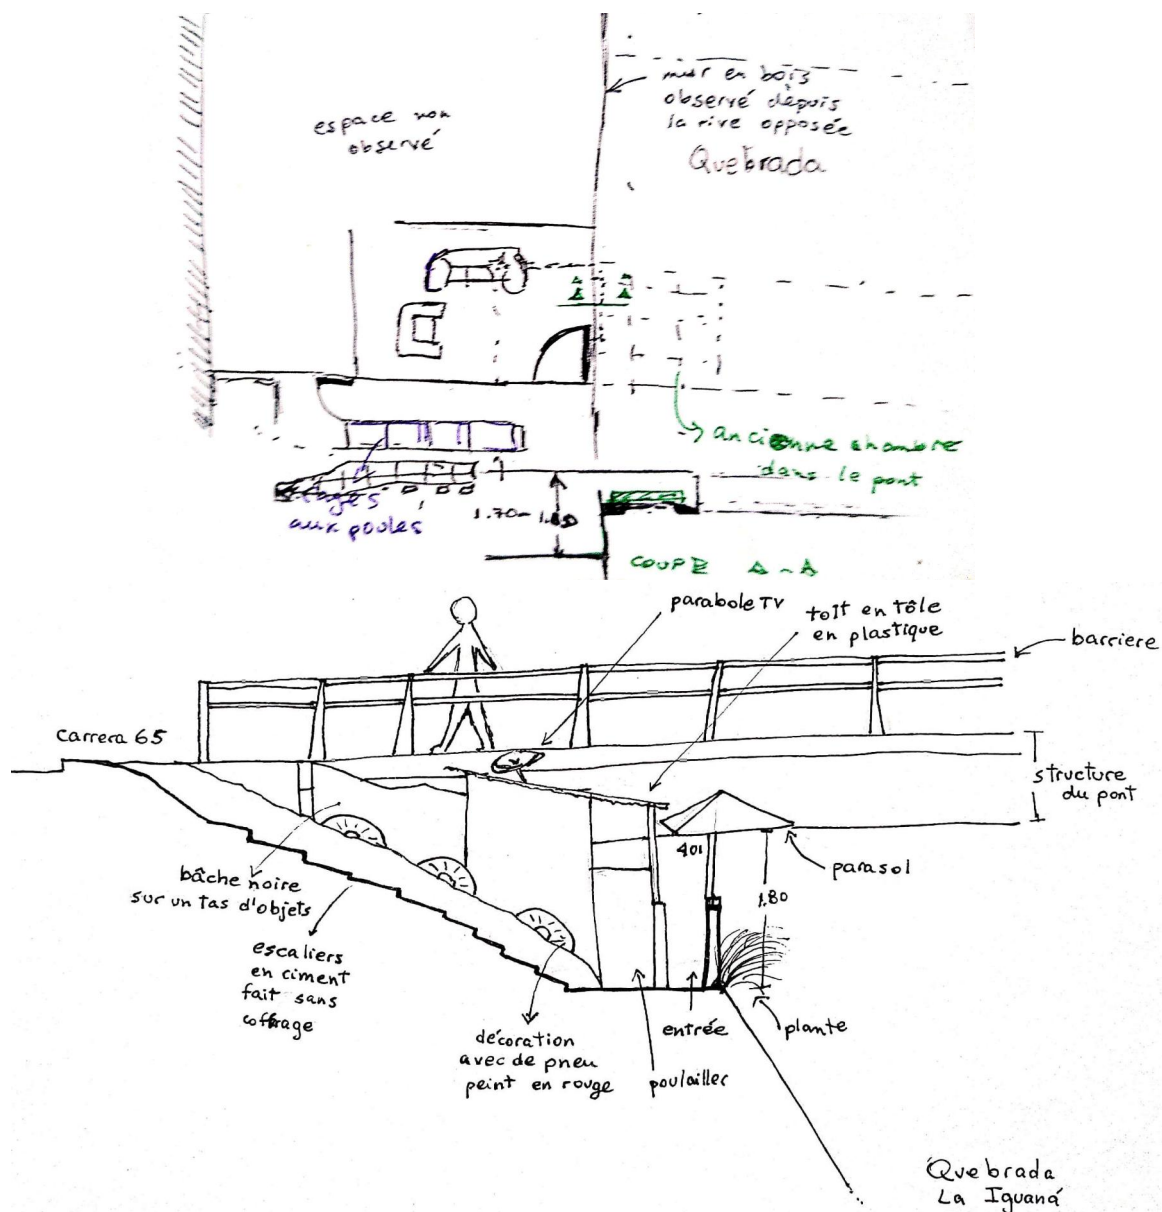 espace non
observé
mur en bois
observé depuis
la rive opposée
Quebrada
A A
ancienne chambre
dans le pont
aux poules
1.70-
COUPE A-A
parabole TV
toit en tôle
en plastique
barriere
Carrera 65
structure
du pont
401
parasol
1.80
bâche noire
sur un tas d'objets
escaliers
en ciment
fait sans
coffrage
décoration
avec de pneu
peint en rouge
poulailler
entrée
plante
Quebrada
La Iguaná